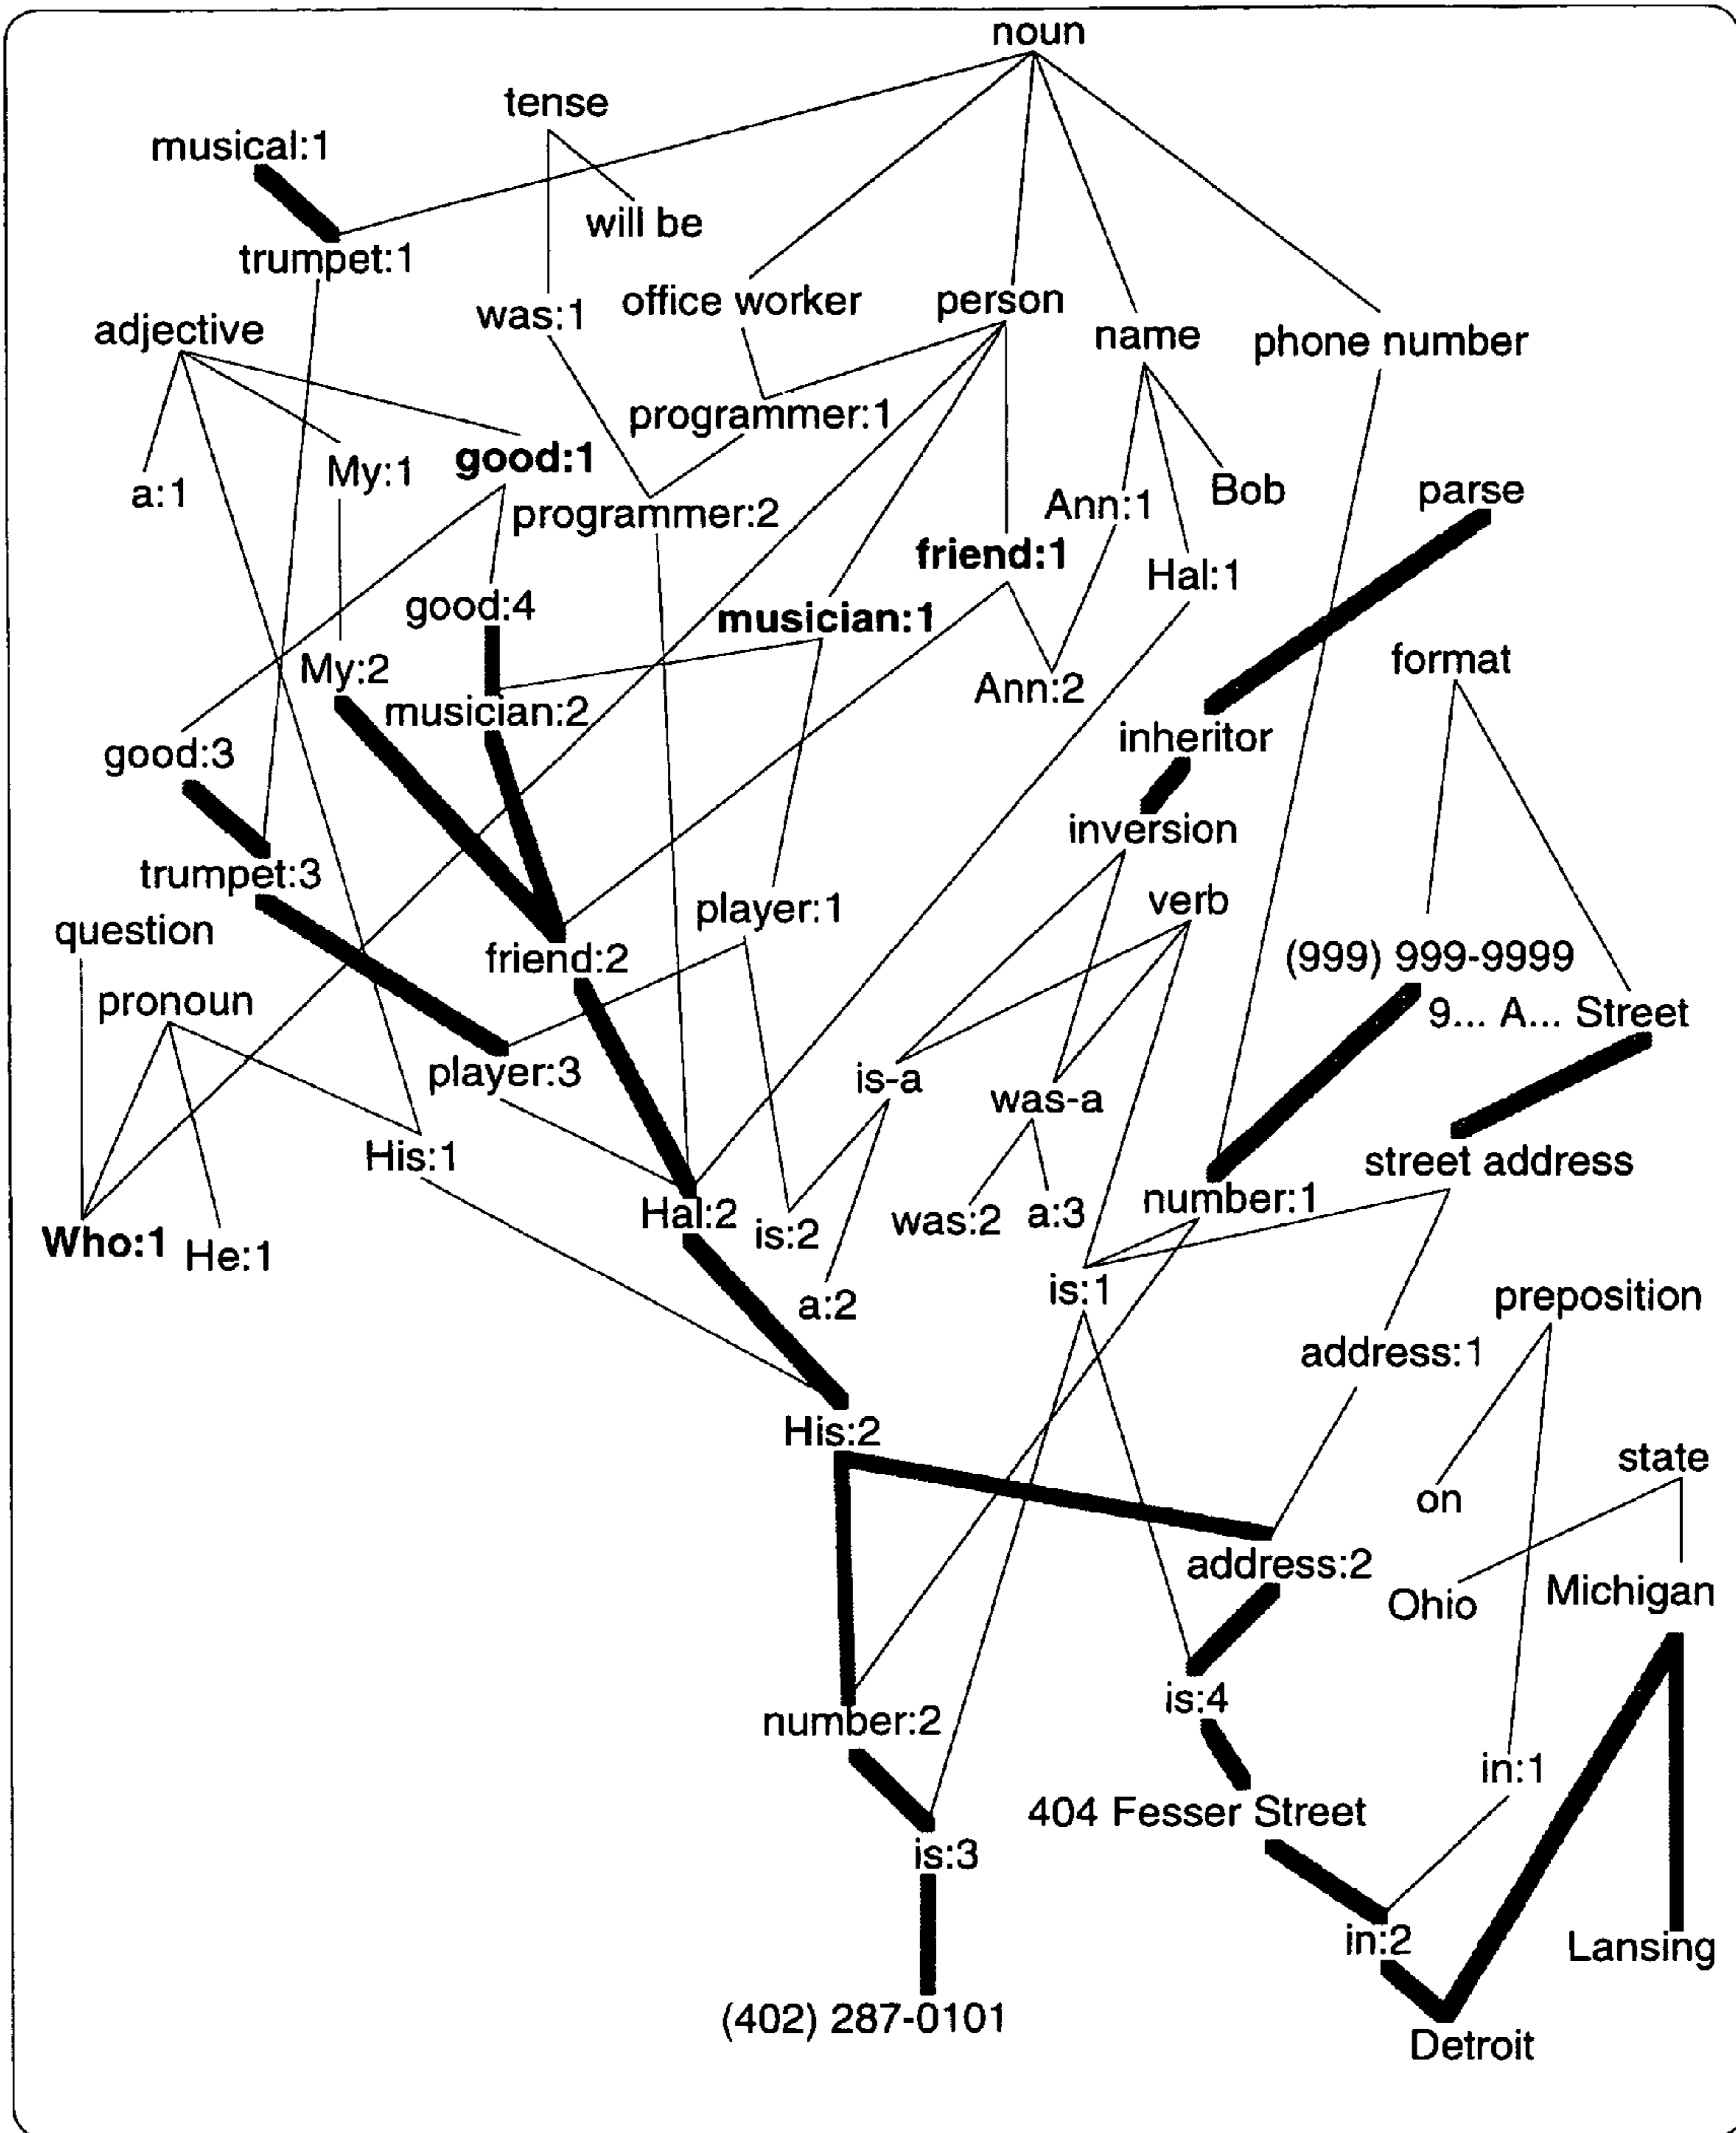 noun
tense
musical:1
will be
trumpet:1
office worker
person
was:1
adjective
name
phone number
programmer:1
good:1
My:1
a:1
Ann:1
Bob
parse
programmer:2
friend:1
Hal:1
good:4
musician:1
My:2
format
Ann:2
musician:2
good:3
inheritor
inversion
trumpet:3
player:1
verb
question
friend:2
(999) 999-9999
pronoun
9... A... Street
player:3
is-a
was-a
His:1
street address
number:1
Hal:2
is:2
was:2
a:3
Who:1
He:1
is:1
preposition
a:2
address:1
His:2
state
on
address:2
Ohio
Michigan
is:4
number:2
in:1
404 Fesser Street
is:3
in:2
Lansing
(402) 287-0101
Detroit